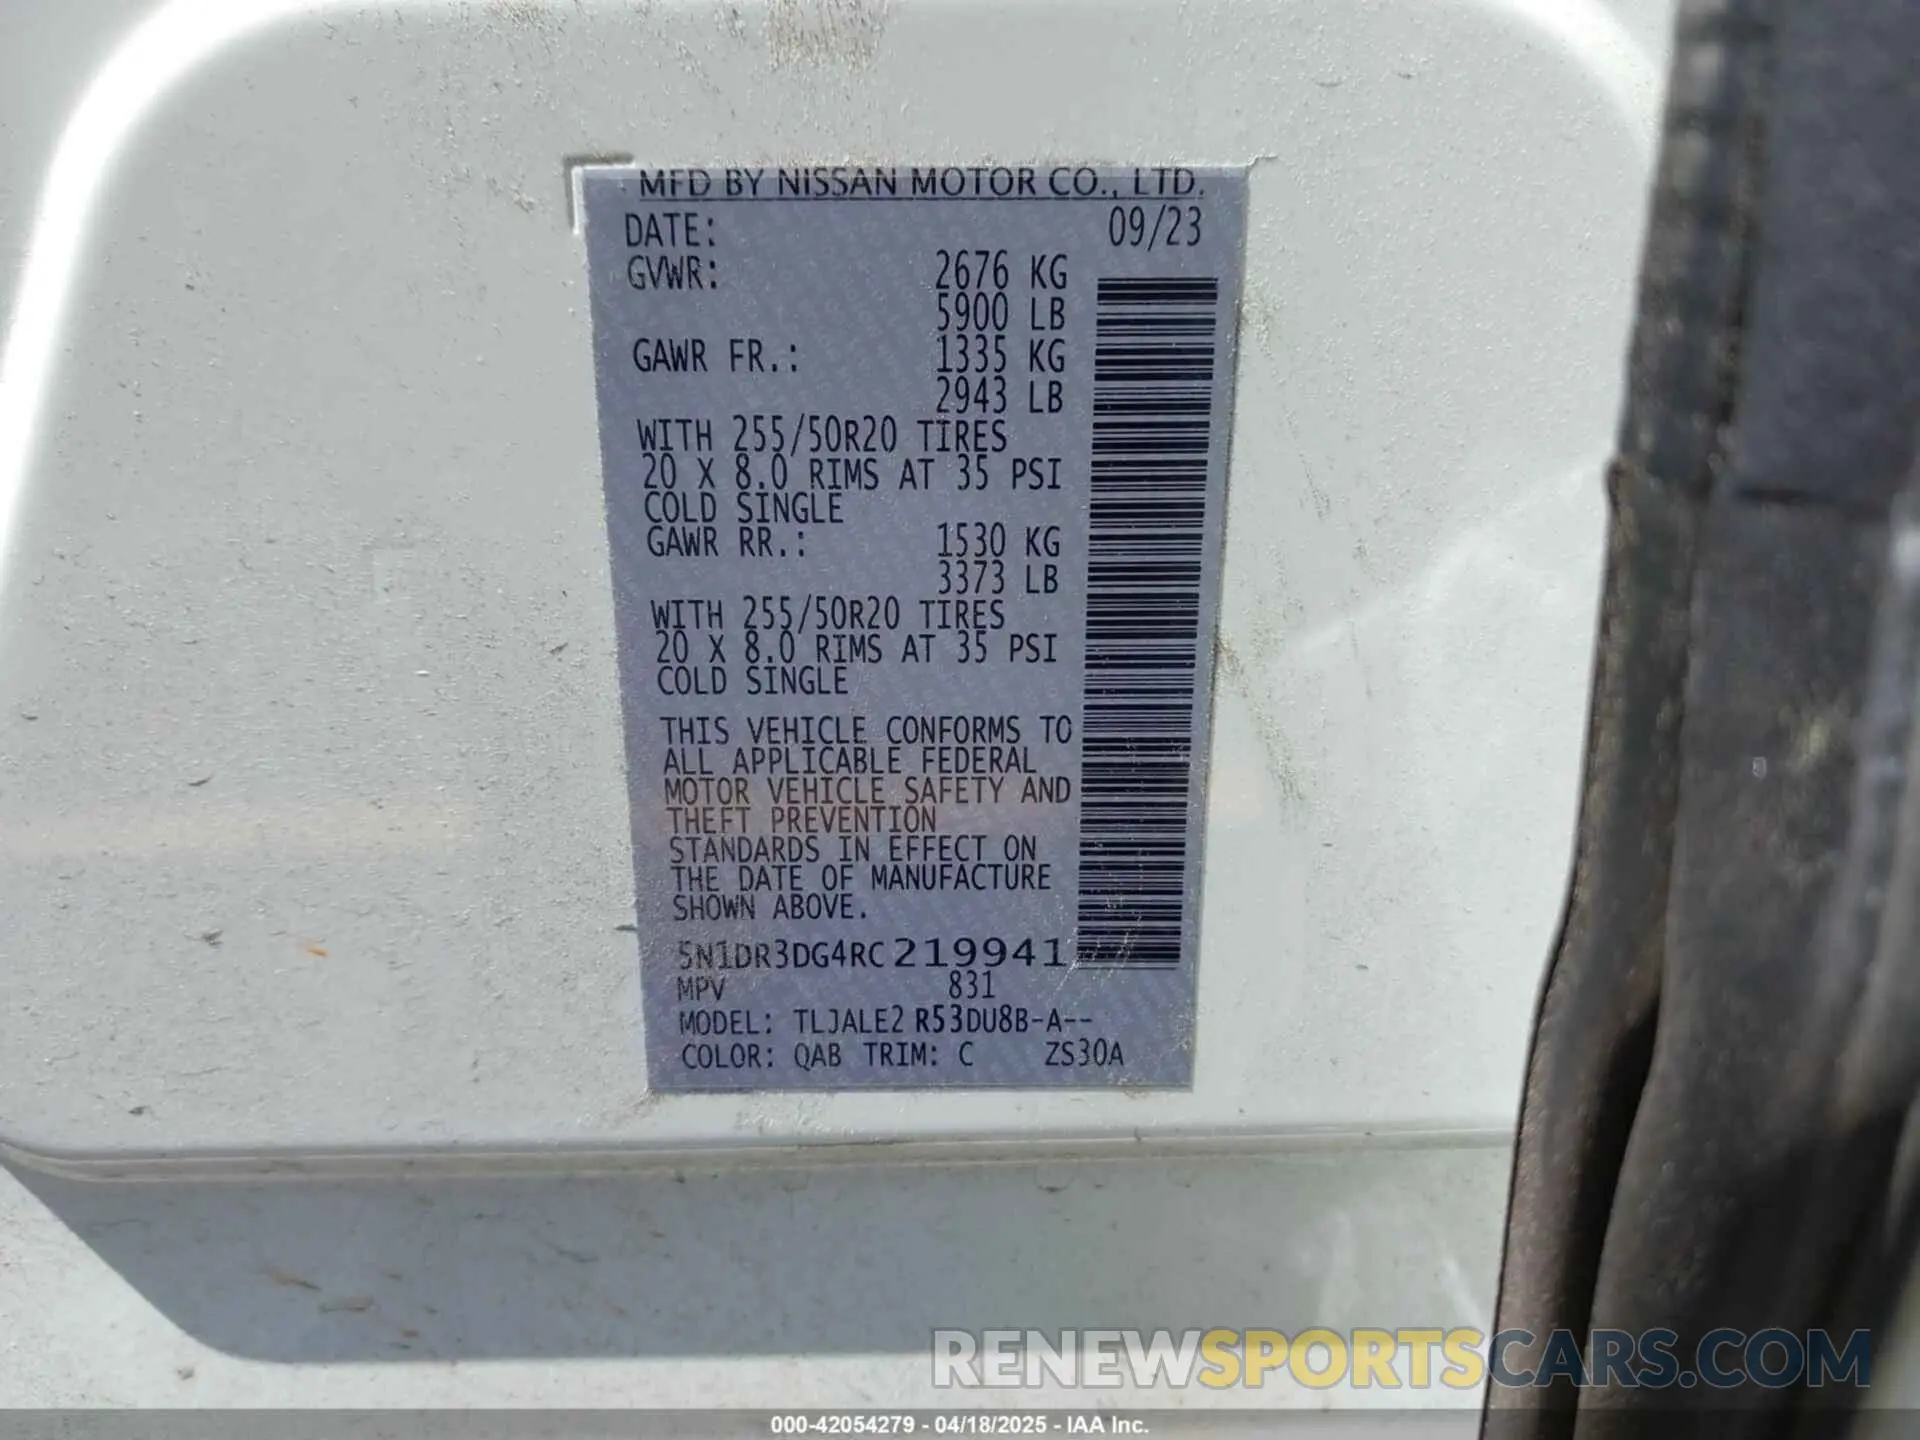 MFD BY NISSAN MOTOR CO., LTD.
DATE: 09/23
GVWR: 2676 KG
5900 LB
GAWR FR.: 1335 KG
2943 LB
WITH 255/50R20 TIRES
20 X 8.0 RIMS AT 35 PSI
COLD SINGLE
GAWR RR.: 1530 KG
3373 LB
WITH 255/50R20 TIRES
20 X 8.0 RIMS AT 35 PSI
COLD SINGLE
THIS VEHICLE CONFORMS TO
ALL APPLICABLE FEDERAL
MOTOR VEHICLE SAFETY AND
THEFT PREVENTION
STANDARDS IN EFFECT ON
THE DATE OF MANUFACTURE
SHOWN ABOVE.
5N1DR3DG4RC219941
MPV 831
MODEL: TLJALE2 R53DU8B-A--
COLOR: QAB TRIM: C ZS30A
RENEWSPORTSCARS.COM
000-42054279 - 04/18/2025 - IAA Inc.